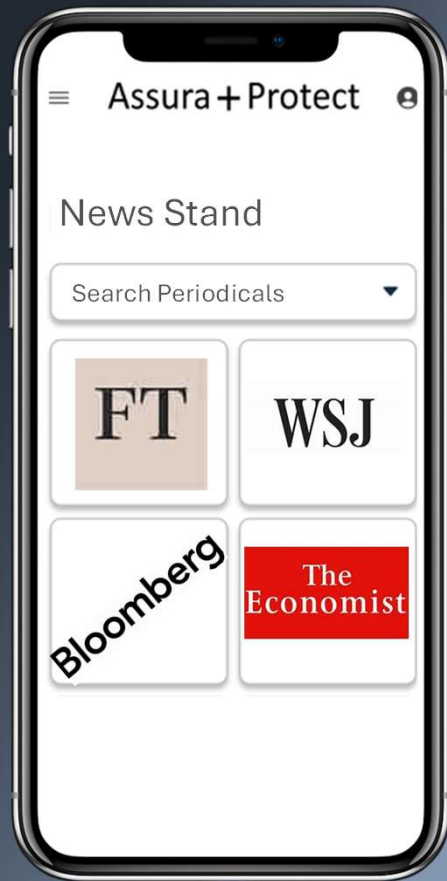 Assura+Protect
News Stand
Search Periodicals
FT
WSJ
Bloomberg
The
Economist